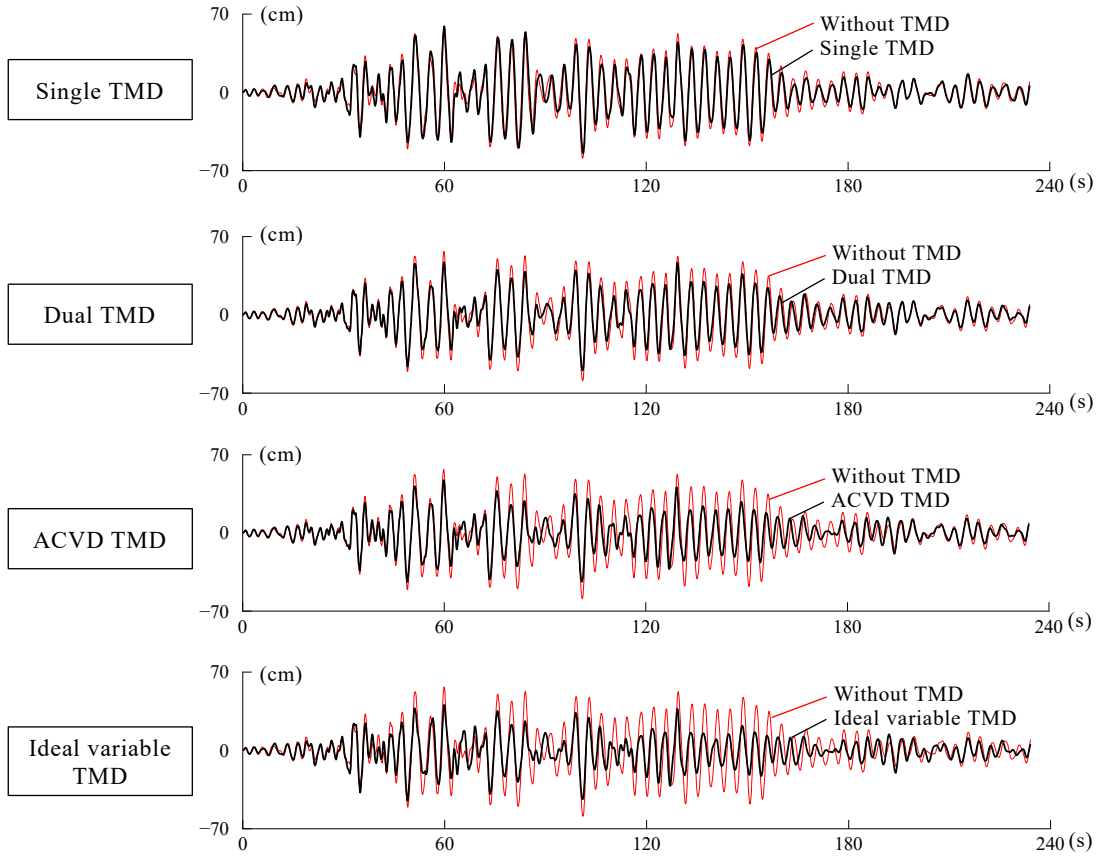 70
(cm)
Without TMD
Single TMD
Single TMD
0
−70
0
60
120
180
240
(s)
70
(cm)
Without TMD
Dual TMD
Dual TMD
0
−70
0
60
120
180
240
(s)
70
(cm)
Without TMD
ACVD TMD
ACVD TMD
0
−70
0
60
120
180
240
(s)
70
(cm)
Without TMD
Ideal variable TMD
Ideal variable
TMD
0
−70
0
60
120
180
240
(s)